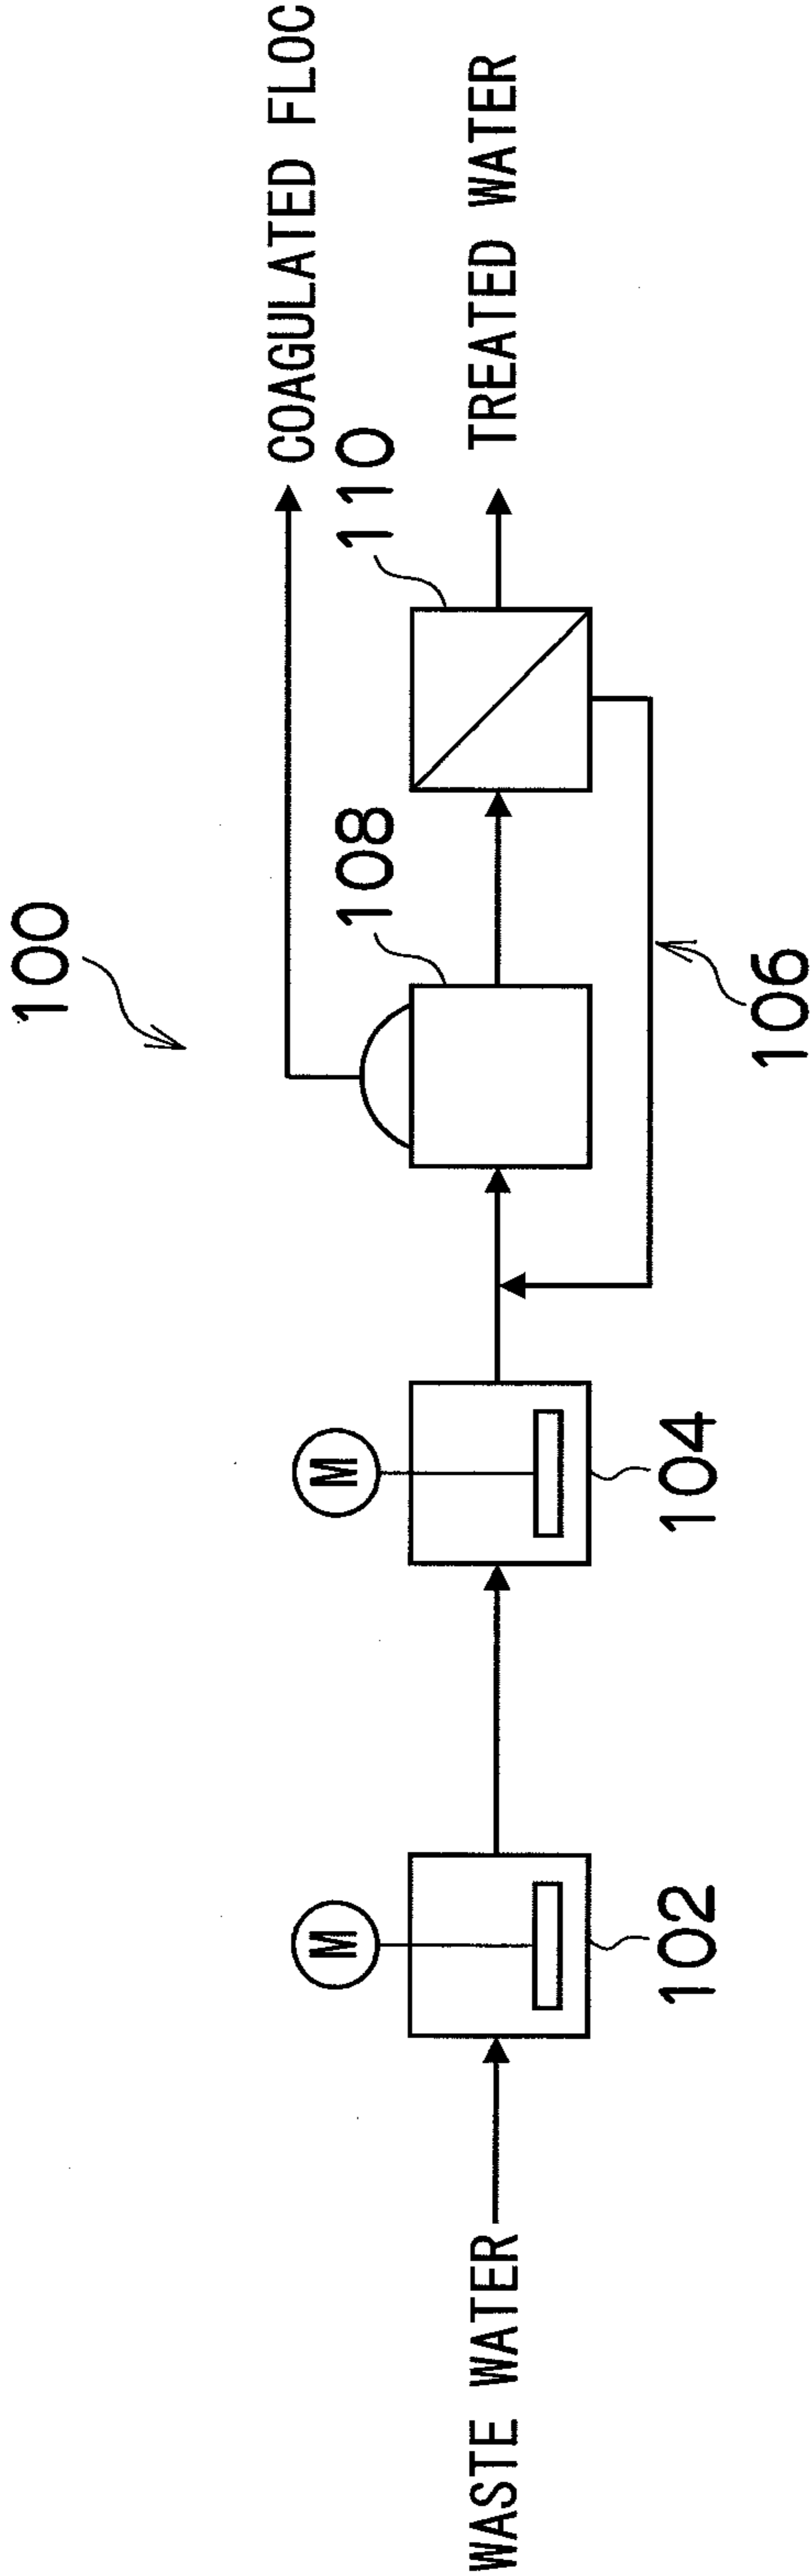 100
COAGULATED FLOC
108
110
M
M
WASTE WATER
TREATED WATER
102
104
106